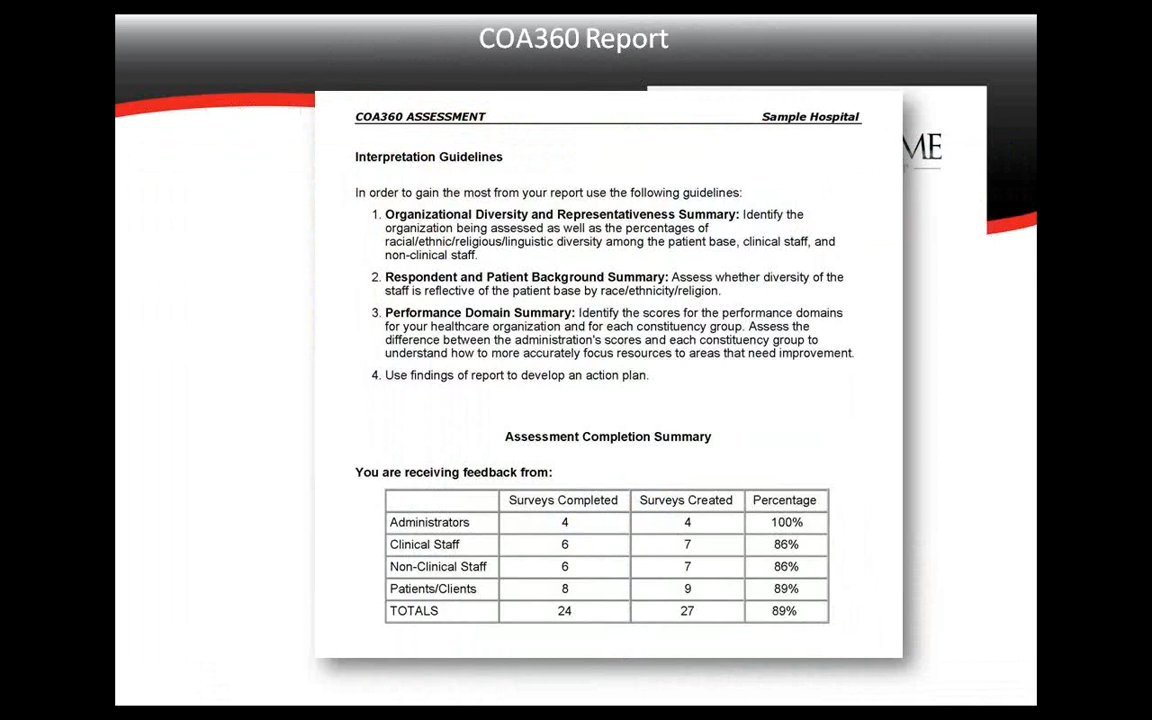 COA360 Report
COA360 ASSESSMENT Sample Hospital
ME
Interpretation Guidelines
In order to gain the most from your report use the following guidelines:
1. Organizational Diversity and Representativeness Summary: Identify the
organization being assessed as well as the percentages of
racial/ethnic/religious/linguistic diversity among the patient base, clinical staff, and
non-clinical staff.
2. Respondent and Patient Background Summary: Assess whether diversity of the
staff is reflective of the patient base by race/ethnicity/religion.
3. Performance Domain Summary: Identify the scores for the performance domains
for your healthcare organization and for each constituency group. Assess the
difference between the administration's scores and each constituency group to
understand how to more accurately focus resources to areas that need improvement.
4. Use findings of report to develop an action plan.
Assessment Completion Summary
You are receiving feedback from:
Surveys Completed Surveys Created Percentage
Administrators 4 4 100%
Clinical Staff 6 7 86%
Non-Clinical Staff 6 7 86%
Patients/Clients 8 9 89%
TOTALS 24 27 89%